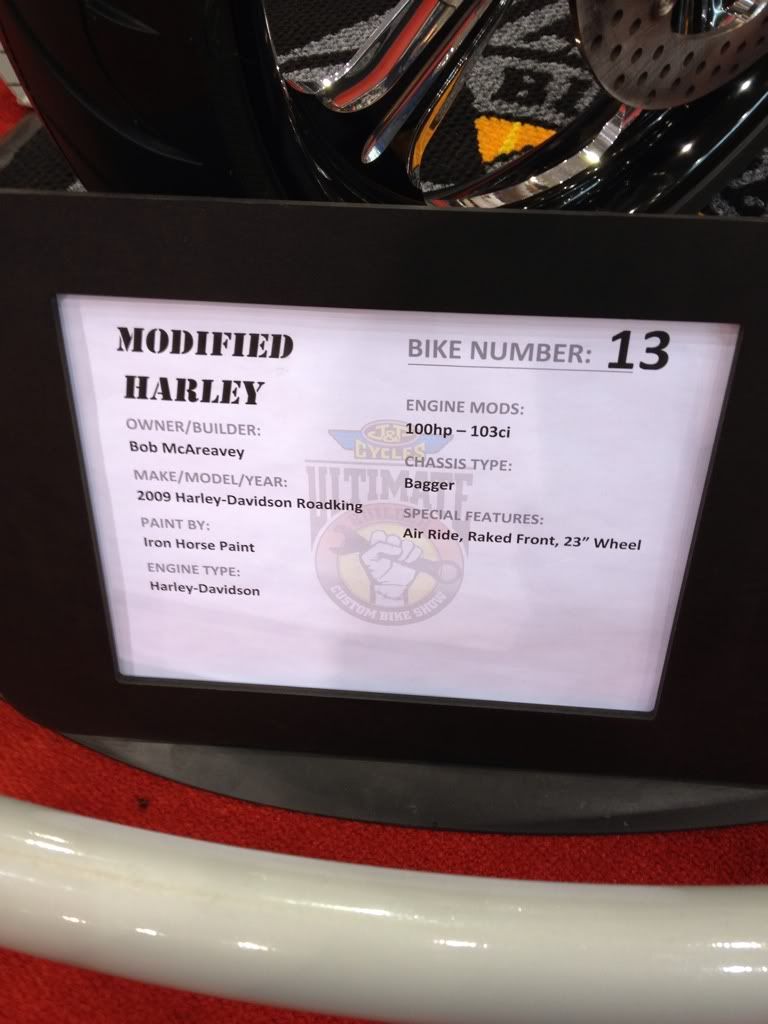 BI
MODIFIED
HARLEY
OWNER/BUILDER:
Bob McAreavey
MAKE/MODEL/YEAR:
2009 Harley-Davidson Roadking
PAINT BY:
Iron Horse Paint
ENGINE TYPE:
Harley-Davidson
BIKE NUMBER: 13
ENGINE MODS:
100hp – 103ci
CHASSIS TYPE:
Bagger
SPECIAL FEATURES:
Air Ride, Raked Front, 23” Wheel
J&P
CYCLES
ULTIMATE
BUILDER
CUSTOM BIKE SHOW